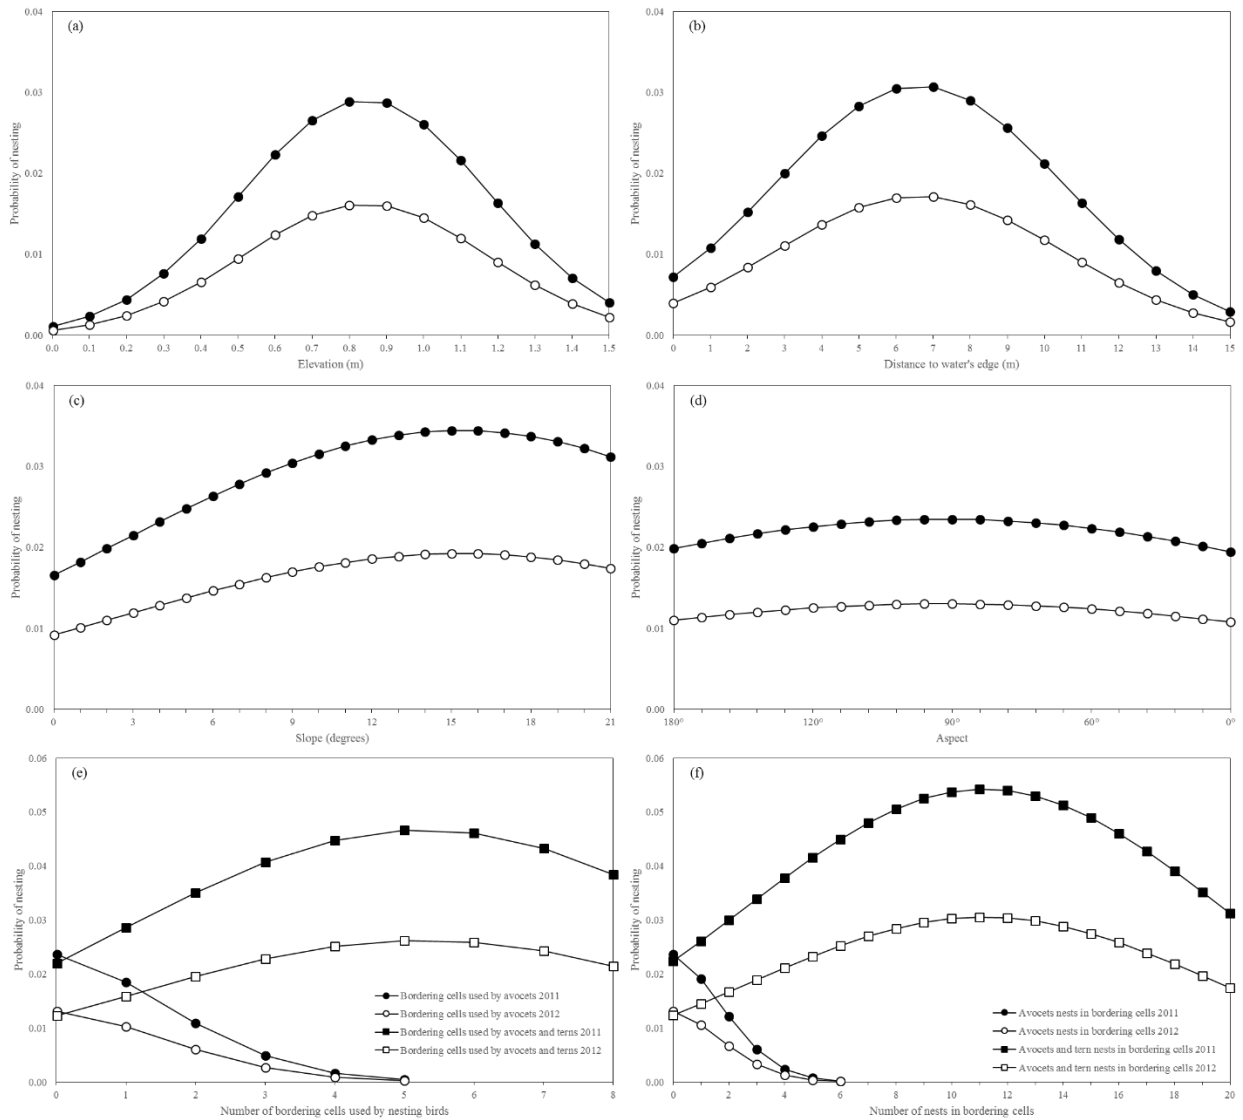 (a)
0.04
0.03
0.02
0.01
0.00
Probability of nesting
0.0 0.1 0.2 0.3 0.4 0.5 0.6 0.7 0.8 0.9 1.0 1.1 1.2 1.3 1.4 1.5
Elevation (m)
(b)
0.04
0.03
0.02
0.01
0.00
Probability of nesting
0 1 2 3 4 5 6 7 8 9 10 11 12 13 14 15
Distance to water's edge (m)
(c)
0.04
0.03
0.02
0.01
0.00
Probability of nesting
0 3 6 9 12 15 18 21
Slope (degrees)
(d)
0.04
0.03
0.02
0.01
0.00
Probability of nesting
180° 120° 90° 60° 0°
Aspect
(e)
0.06
0.05
0.04
0.03
0.02
0.01
0.00
Probability of nesting
Bordering cells used by avocets 2011
Bordering cells used by avocets 2012
Bordering cells used by avocets and terns 2011
Bordering cells used by avocets and terns 2012
0 1 2 3 4 5 6 7 8
Number of bordering cells used by nesting birds
(f)
0.06
0.05
0.04
0.03
0.02
0.01
0.00
Probability of nesting
Avocets nests in bordering cells 2011
Avocets nests in bordering cells 2012
Avocets and tern nests in bordering cells 2011
Avocets and tern nests in bordering cells 2012
0 2 4 6 8 10 12 14 16 18 20
Number of nests in bordering cells